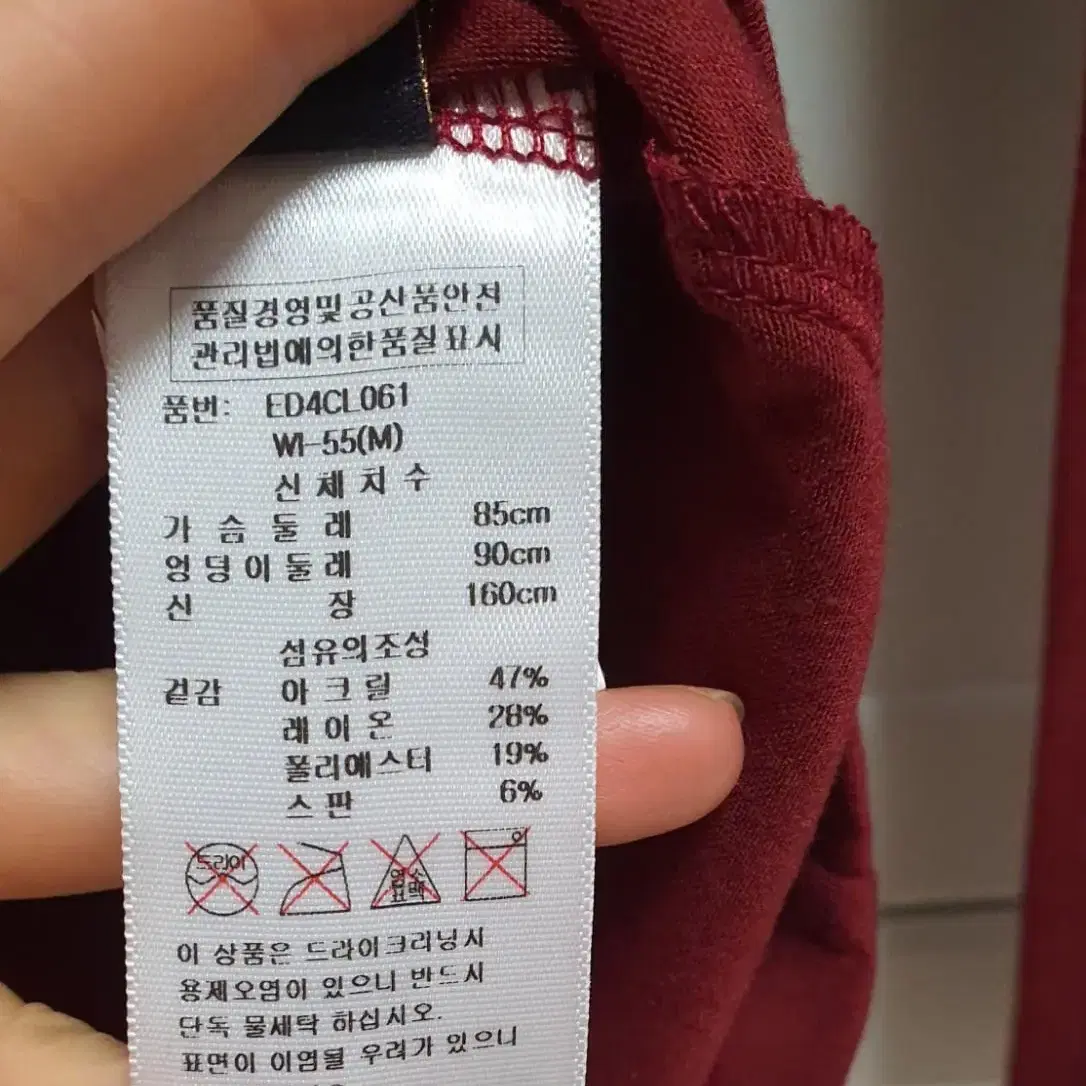 품질경영및공산품안전
관리법에의한품질표시
품번: ED4CL061
WI-55(M)
신체치수
가슴둘레 85cm
엉덩이둘레 90cm
신장 160cm
섬유의조성
겉감 아크릴 47%
레이온 28%
폴리에스터 19%
스판 6%
드라이
염소
표백
이 상품은 드라이크리닝시
용제오염이 있으니 반드시
단독 물세탁 하십시오.
표면이 이염될 우려가 있으니